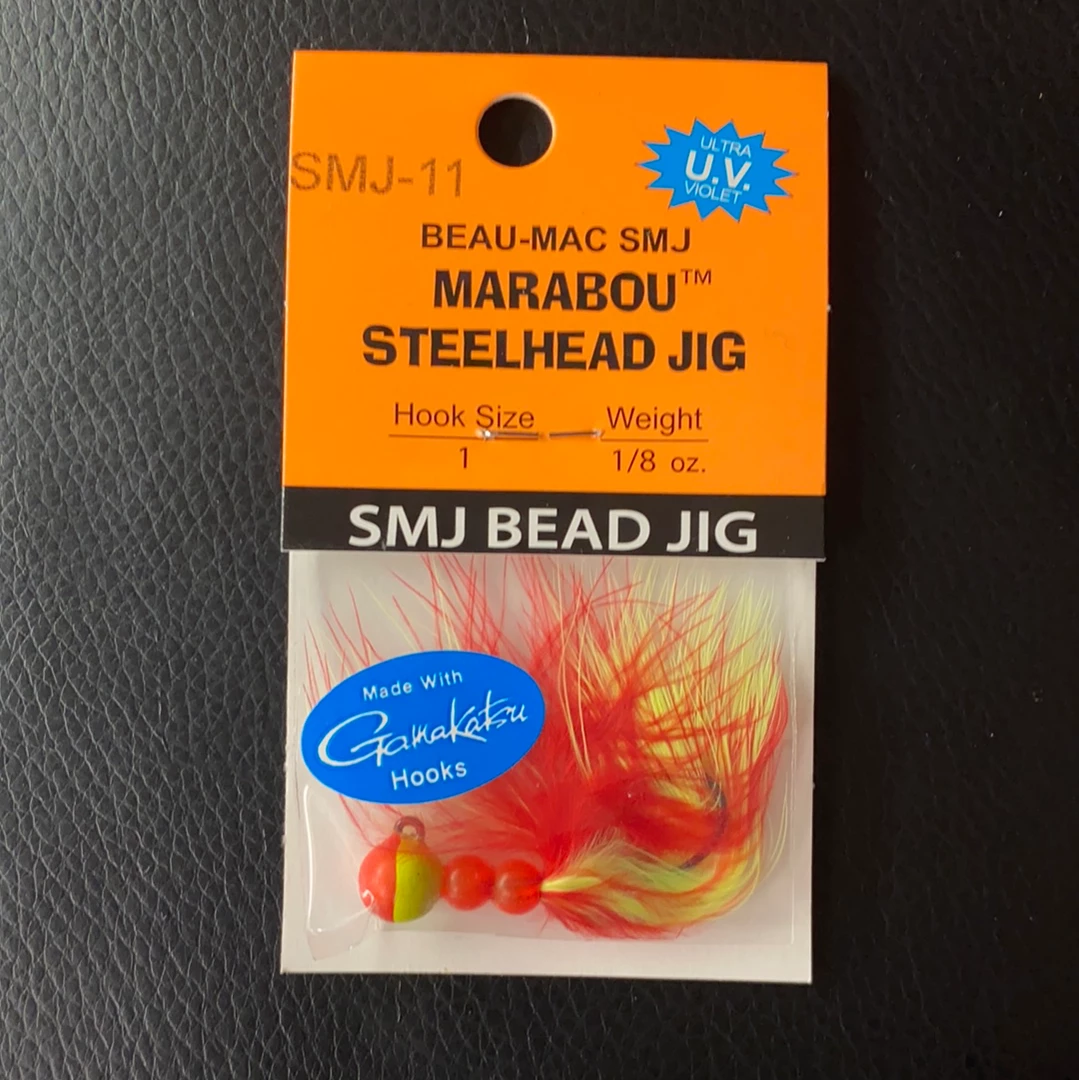 SMJ-11
ULTRA
U.V.
VIOLET
BEAU-MAC SMJ
MARABOU™
STEELHEAD JIG
Hook Size Weight
1 1/8 oz.
SMJ BEAD JIG
Made With
Gamakatsu
Hooks